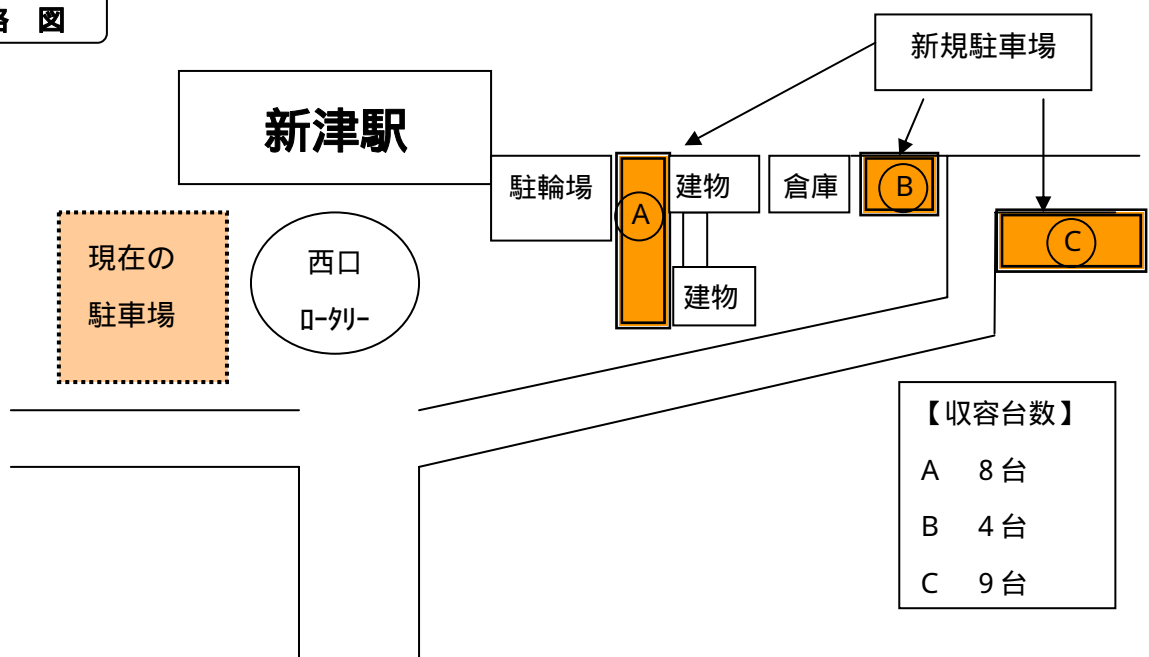 図
新規駐車場
新津駅
駐輪場
建物
倉庫
B
A
C
現在の
駐車場
西口
ﾛｰﾀﾘｰ
建物
【収容台数】
A 8台
B 4台
C 9台